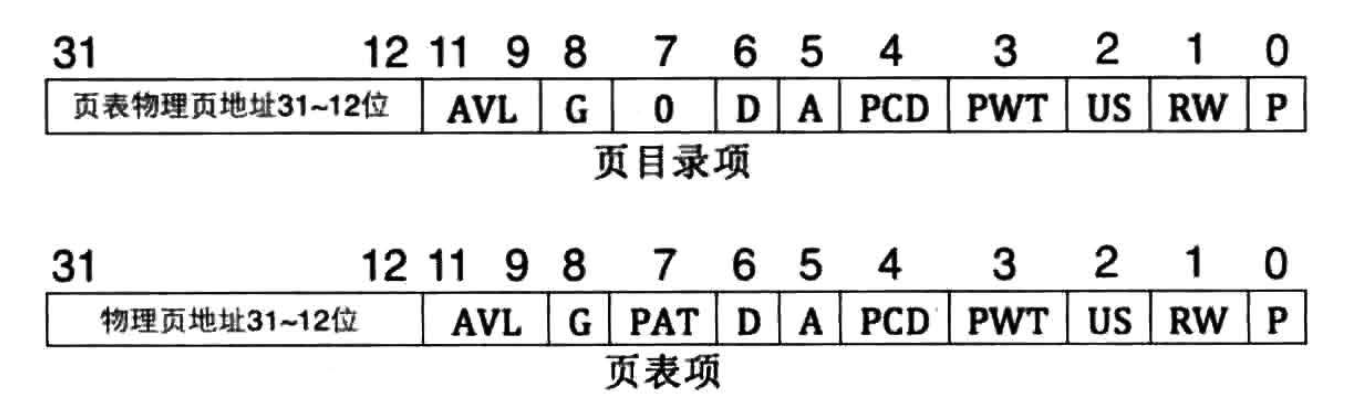 31 12 11 9 8 7 6 5 4 3 2 1 0
页表物理页地址31~12位 AVL G 0 D A PCD PWT US RW P
页目录项
31 12 11 9 8 7 6 5 4 3 2 1 0
物理页地址31~12位 AVL G PAT D A PCD PWT US RW P
页表项